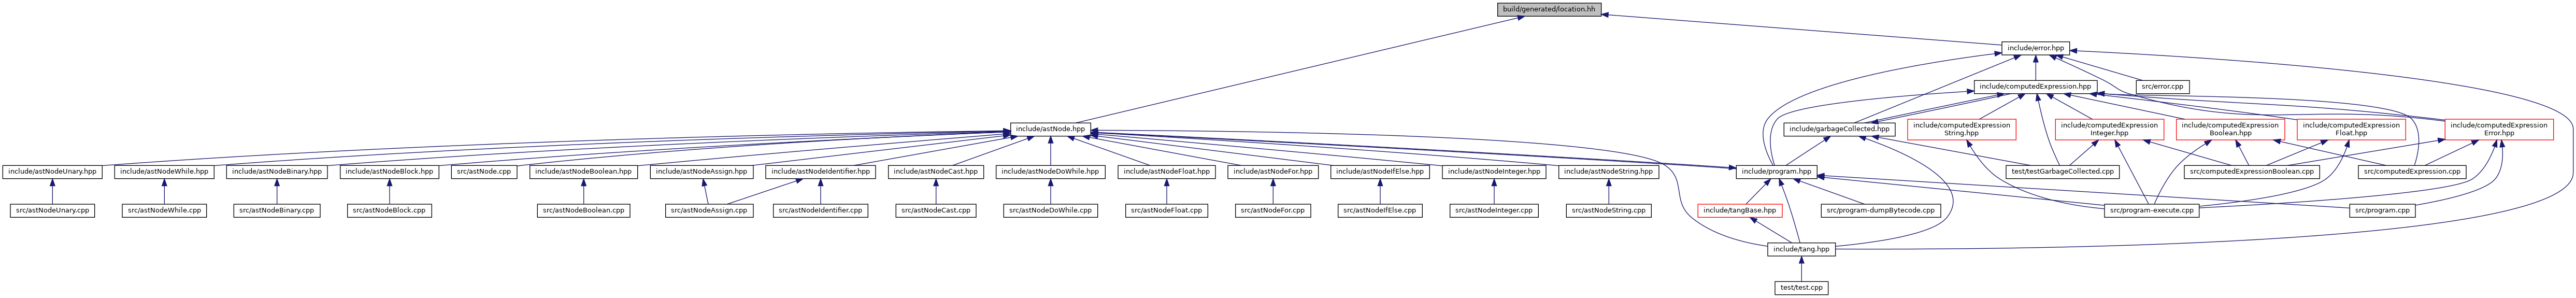 build/generated/location.hh
include/error.hpp
include/computedExpression.hpp
src/error.cpp
include/astNode.hpp
include/garbageCollected.hpp
include/computedExpression
String.hpp
include/computedExpression
Integer.hpp
include/computedExpression
Boolean.hpp
include/computedExpression
Float.hpp
include/computedExpression
Error.hpp
include/astNodeUnary.hpp
include/astNodeWhile.hpp
include/astNodeBinary.hpp
include/astNodeBlock.hpp
src/astNode.cpp
include/astNodeBoolean.hpp
include/astNodeAssign.hpp
include/astNodeIdentifier.hpp
include/astNodeCast.hpp
include/astNodeDoWhile.hpp
include/astNodeFloat.hpp
include/astNodeFor.hpp
include/astNodeIfElse.hpp
include/astNodeInteger.hpp
include/astNodeString.hpp
include/program.hpp
test/testGarbageCollected.cpp
src/computedExpressionBoolean.cpp
src/computedExpression.cpp
src/astNodeUnary.cpp
src/astNodeWhile.cpp
src/astNodeBinary.cpp
src/astNodeBlock.cpp
src/astNodeBoolean.cpp
src/astNodeAssign.cpp
src/astNodeIdentifier.cpp
src/astNodeCast.cpp
src/astNodeDoWhile.cpp
src/astNodeFloat.cpp
src/astNodeFor.cpp
src/astNodeIfElse.cpp
src/astNodeInteger.cpp
src/astNodeString.cpp
include/tangBase.hpp
src/program-dumpBytecode.cpp
src/program-execute.cpp
src/program.cpp
include/tang.hpp
test/test.cpp